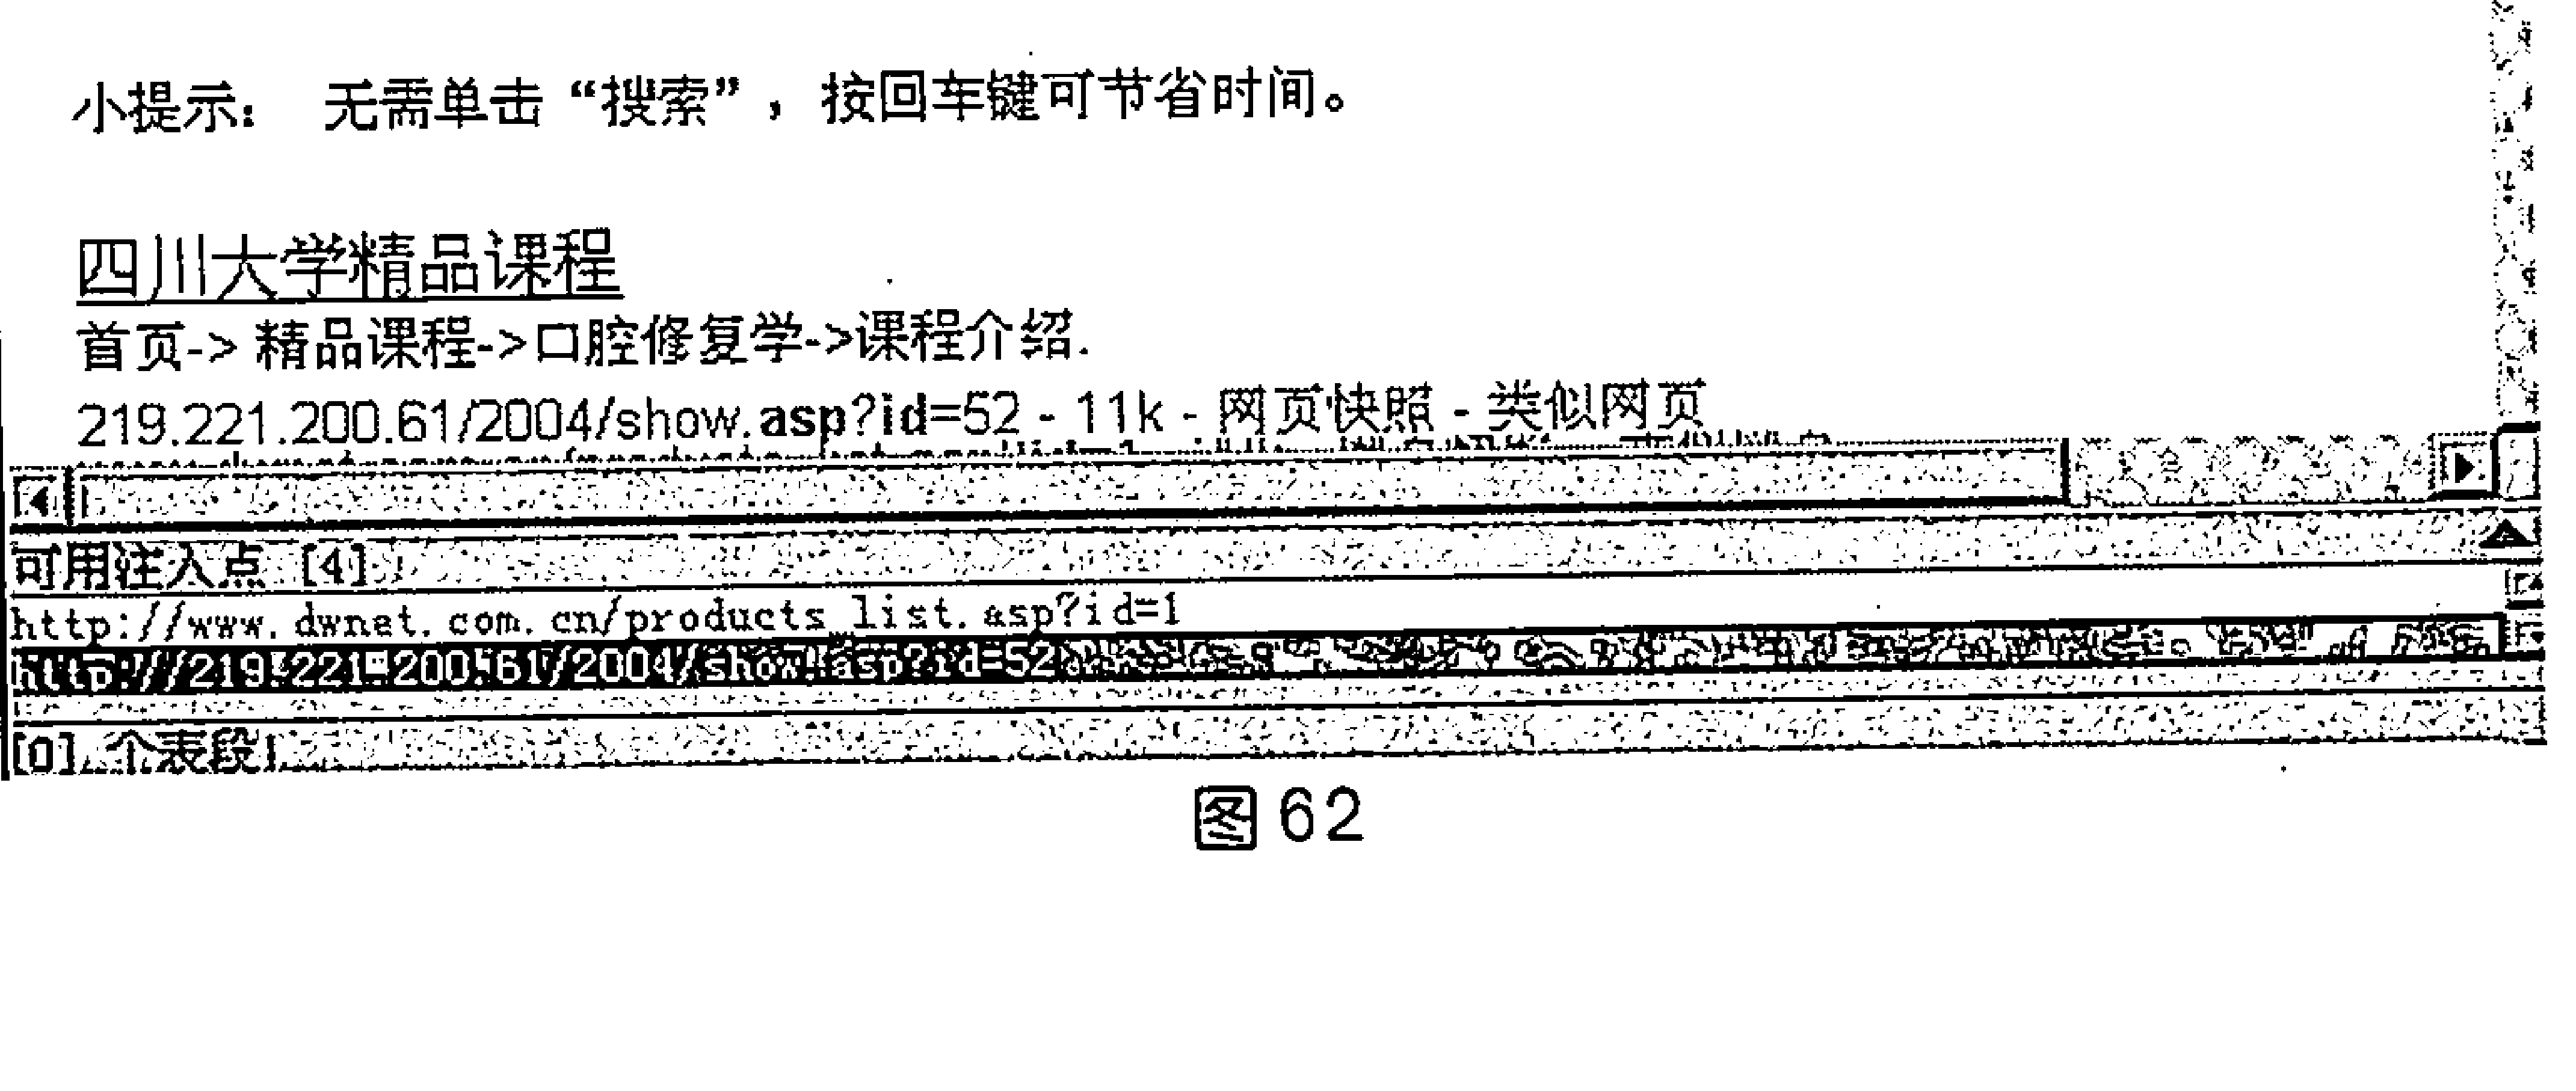 小提示： 无需单击“搜索”，按回车键可节省时间。
四川大学精品课程
首页-> 精品课程->口腔修复学->课程介绍.
219.221.200.61/2004/show.asp?id=52 - 11k - 网页快照 - 类似网页
可用注入点 [4]
http://www.dwnet.com.cn/products_list.asp?id=1
http://219.221.200.61/2004/show.asp?id=52
[0] 个表段!
图 62